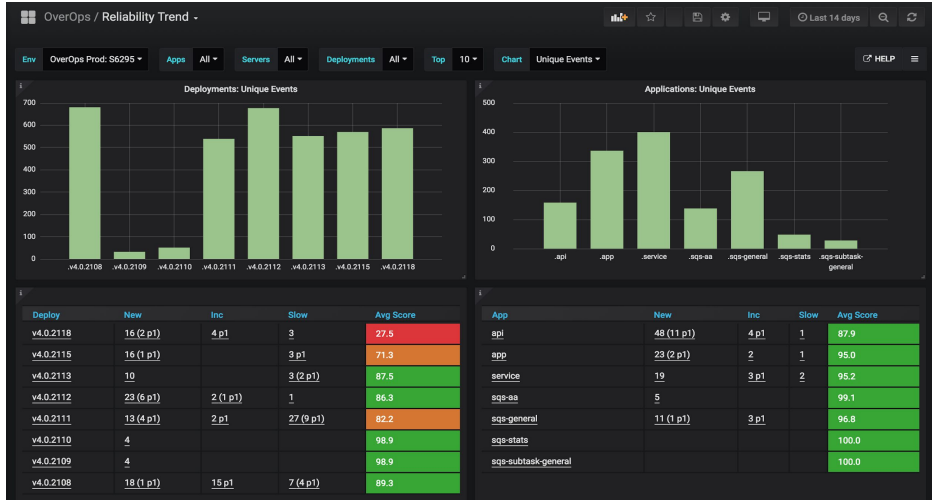 OverOps / Reliability Trend
Last 14 days
Env OverOps Prod: S6295 Apps All Servers All Deployments All Top 10 Chart Unique Events HELP
Deployments: Unique Events
700
600
500
400
300
200
100
0
.v4.0.2108 .v4.0.2109 .v4.0.2110 .v4.0.2111 .v4.0.2112 .v4.0.2113 .v4.0.2115 .v4.0.2118
Applications: Unique Events
500
400
300
200
100
0
.api .app .service .sqs-aa .sqs-general .sqs-stats .sqs-subtask-
general
Deploy New Inc Slow Avg Score
v4.0.2118 16 (2 p1) 4 p1 3 27.5
v4.0.2115 16 (1 p1) 3 p1 71.3
v4.0.2113 10 3 (2 p1) 87.5
v4.0.2112 23 (6 p1) 2 (1 p1) 1 86.3
v4.0.2111 13 (4 p1) 2 p1 27 (9 p1) 82.2
v4.0.2110 4 98.9
v4.0.2109 4 98.9
v4.0.2108 18 (1 p1) 15 p1 7 (4 p1) 89.3
App New Inc Slow Avg Score
api 48 (11 p1) 4 p1 1 87.9
app 23 (2 p1) 2 1 95.0
service 19 3 p1 2 95.2
sqs-aa 5 99.1
sqs-general 11 (1 p1) 3 p1 96.8
sqs-stats 100.0
sqs-subtask-general 100.0